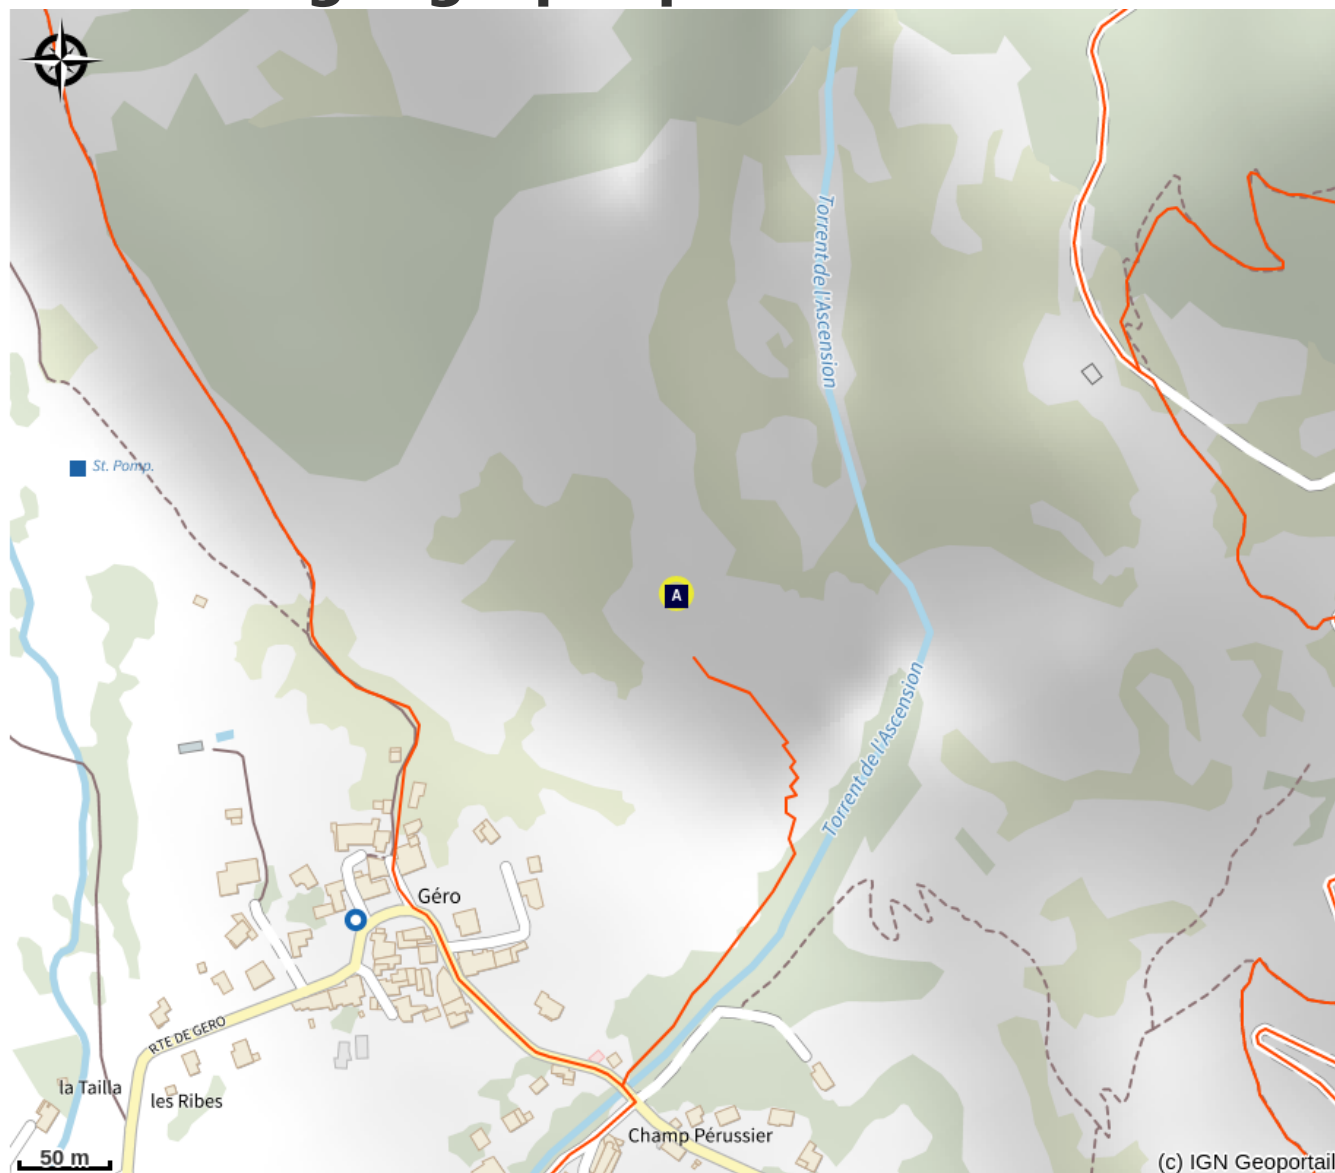 Torrent de l'Ascension
St. Pomp.
A
Torrent de l'Ascension
Géro
RTE DE GERO
la Tailla
les Ribes
Champ Pérussier
50 m
(c) IGN Geoportail